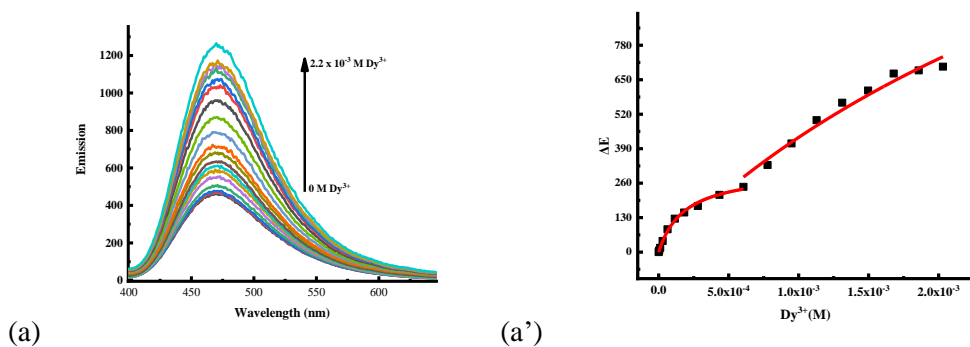 1200
1000
800
600
400
200
0
Emission
2.2 x 10⁻³ M Dy³⁺
0 M Dy³⁺
400 450 500 550 600
Wavelength (nm)
(a)
780
650
520
390
260
130
0
ΔE
0.0 5.0x10⁻⁴ 1.0x10⁻³ 1.5x10⁻³ 2.0x10⁻³
Dy³⁺(M)
(a’)